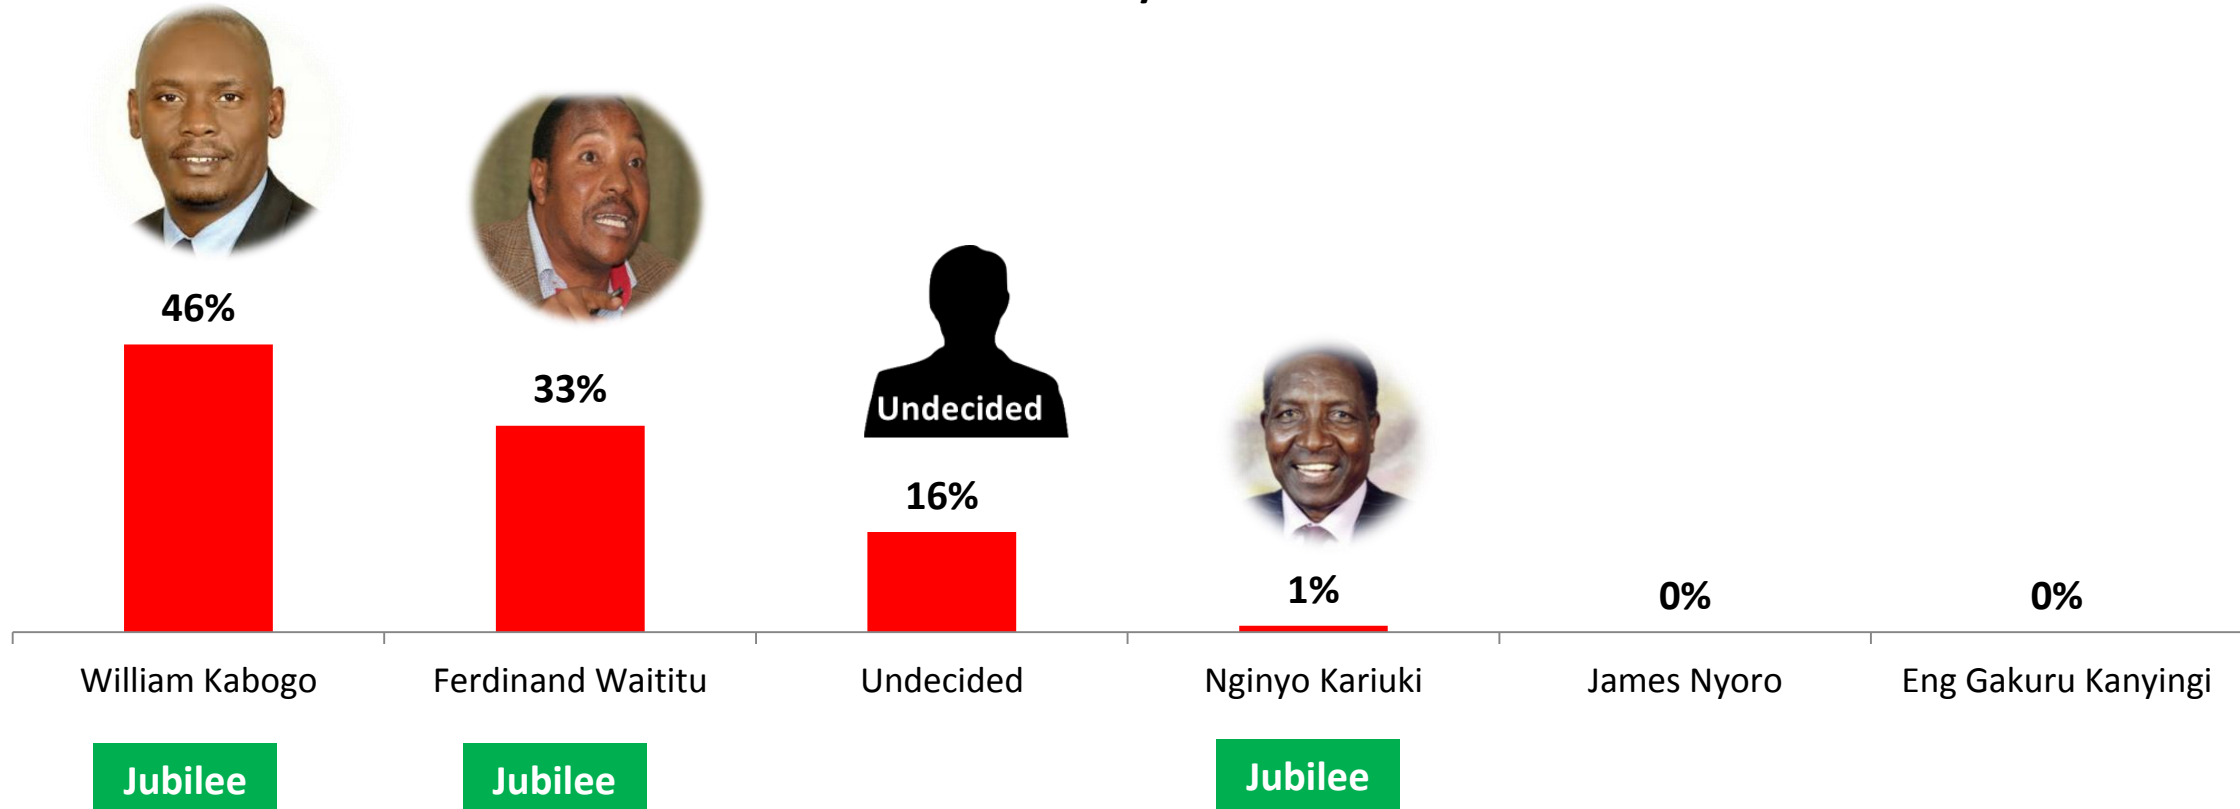 46%
33%
Undecided
16%
1%
0%
0%
William Kabogo
Ferdinand Waititu
Undecided
Nginyo Kariuki
James Nyoro
Eng Gakuru Kanyingi
Jubilee
Jubilee
Jubilee